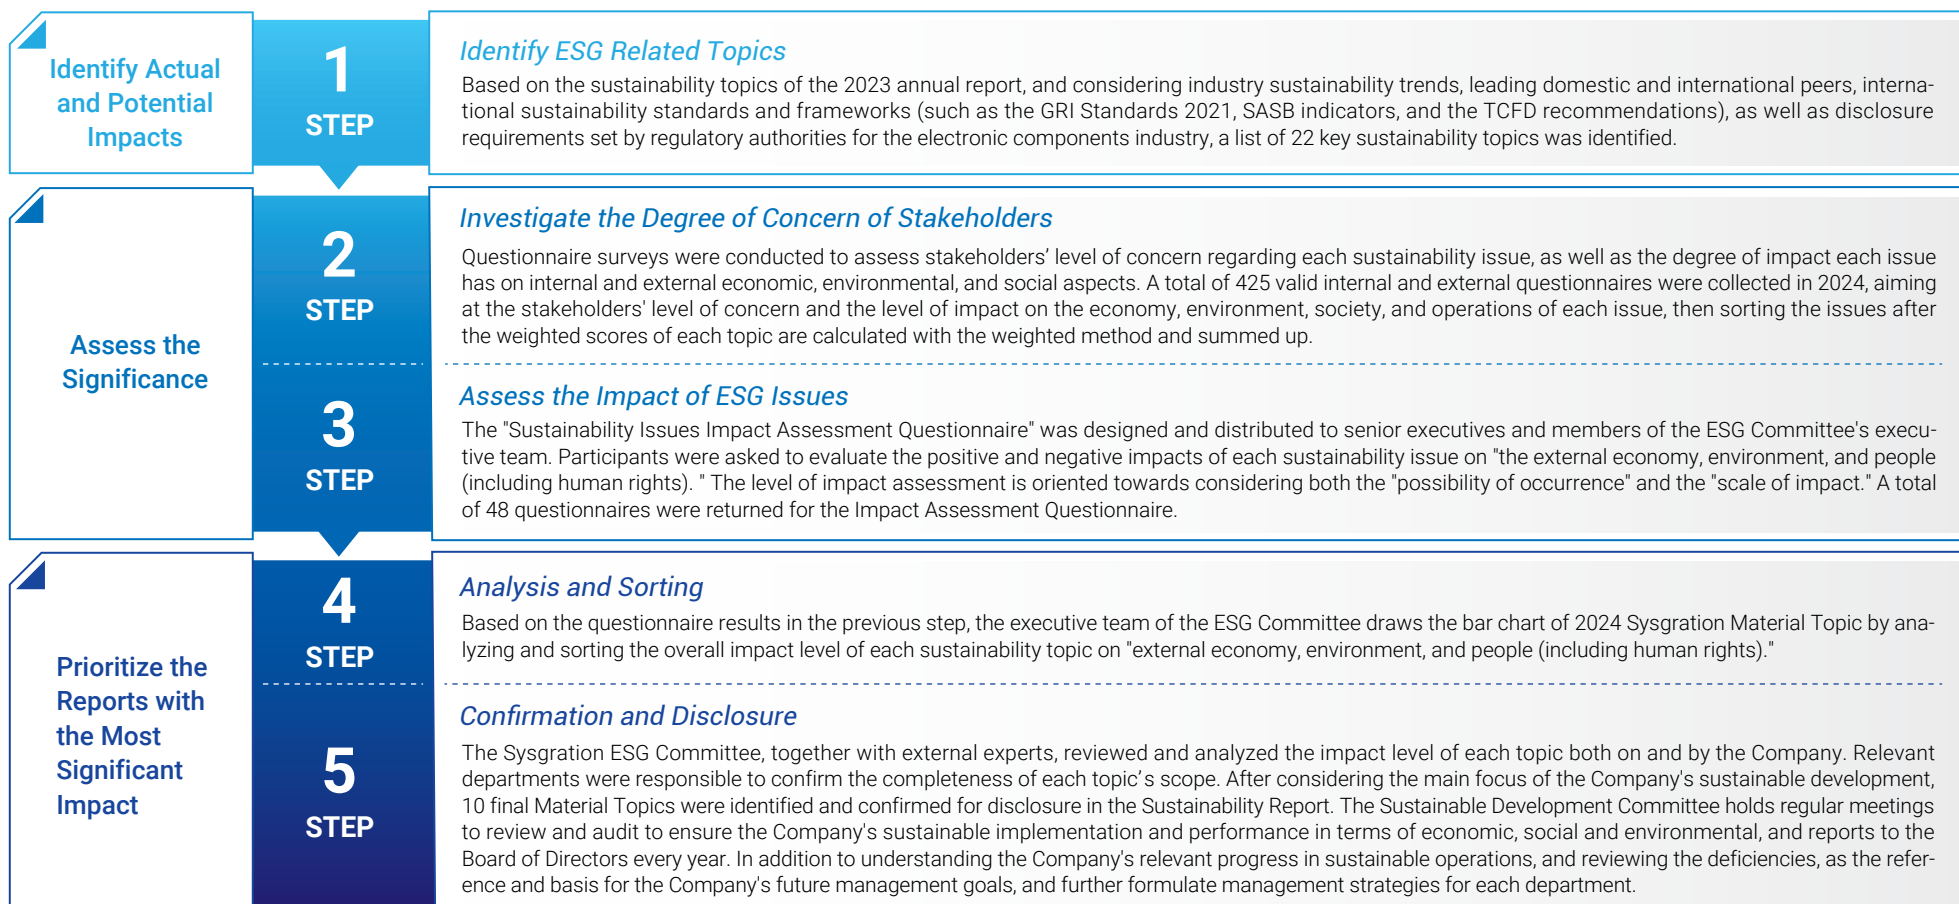 Identify Actual
and Potential
Impacts
1
STEP
Identify ESG Related Topics
Based on the sustainability topics of the 2023 annual report, and considering industry sustainability trends, leading domestic and international peers, interna-
tional sustainability standards and frameworks (such as the GRI Standards 2021, SASB indicators, and the TCFD recommendations), as well as disclosure
requirements set by regulatory authorities for the electronic components industry, a list of 22 key sustainability topics was identified.
Assess the
Significance
2
STEP
Investigate the Degree of Concern of Stakeholders
Questionnaire surveys were conducted to assess stakeholders’ level of concern regarding each sustainability issue, as well as the degree of impact each issue
has on internal and external economic, environmental, and social aspects. A total of 425 valid internal and external questionnaires were collected in 2024, aiming
at the stakeholders' level of concern and the level of impact on the economy, environment, society, and operations of each issue, then sorting the issues after
the weighted scores of each topic are calculated with the weighted method and summed up.
3
STEP
Assess the Impact of ESG Issues
The "Sustainability Issues Impact Assessment Questionnaire" was designed and distributed to senior executives and members of the ESG Committee's execu-
tive team. Participants were asked to evaluate the positive and negative impacts of each sustainability issue on "the external economy, environment, and people
(including human rights). " The level of impact assessment is oriented towards considering both the "possibility of occurrence" and the "scale of impact." A total
of 48 questionnaires were returned for the Impact Assessment Questionnaire.
Prioritize the
Reports with
the Most
Significant
Impact
4
STEP
Analysis and Sorting
Based on the questionnaire results in the previous step, the executive team of the ESG Committee draws the bar chart of 2024 Sysgration Material Topic by ana-
lyzing and sorting the overall impact level of each sustainability topic on "external economy, environment, and people (including human rights)."
5
STEP
Confirmation and Disclosure
The Sysgration ESG Committee, together with external experts, reviewed and analyzed the impact level of each topic both on and by the Company. Relevant
departments were responsible to confirm the completeness of each topic’s scope. After considering the main focus of the Company's sustainable development,
10 final Material Topics were identified and confirmed for disclosure in the Sustainability Report. The Sustainable Development Committee holds regular meetings
to review and audit to ensure the Company's sustainable implementation and performance in terms of economic, social and environmental, and reports to the
Board of Directors every year. In addition to understanding the Company's relevant progress in sustainable operations, and reviewing the deficiencies, as the refer-
ence and basis for the Company's future management goals, and further formulate management strategies for each department.